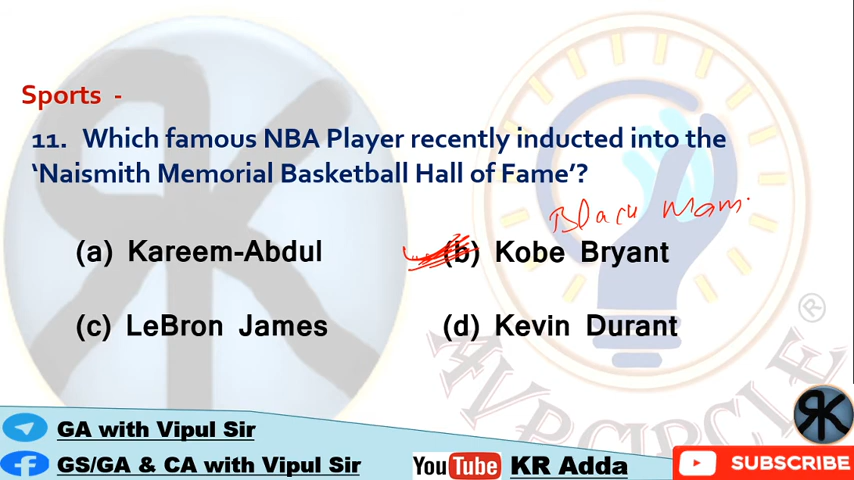 Sports -
11. Which famous NBA Player recently inducted into the
‘Naismith Memorial Basketball Hall of Fame’?
Black Mam
(a) Kareem-Abdul
(b) Kobe Bryant
(c) LeBron James
(d) Kevin Durant
4VPCIRCLE®
RK
GA with Vipul Sir
GS/GA & CA with Vipul Sir
YouTube KR Adda
SUBSCRIBE